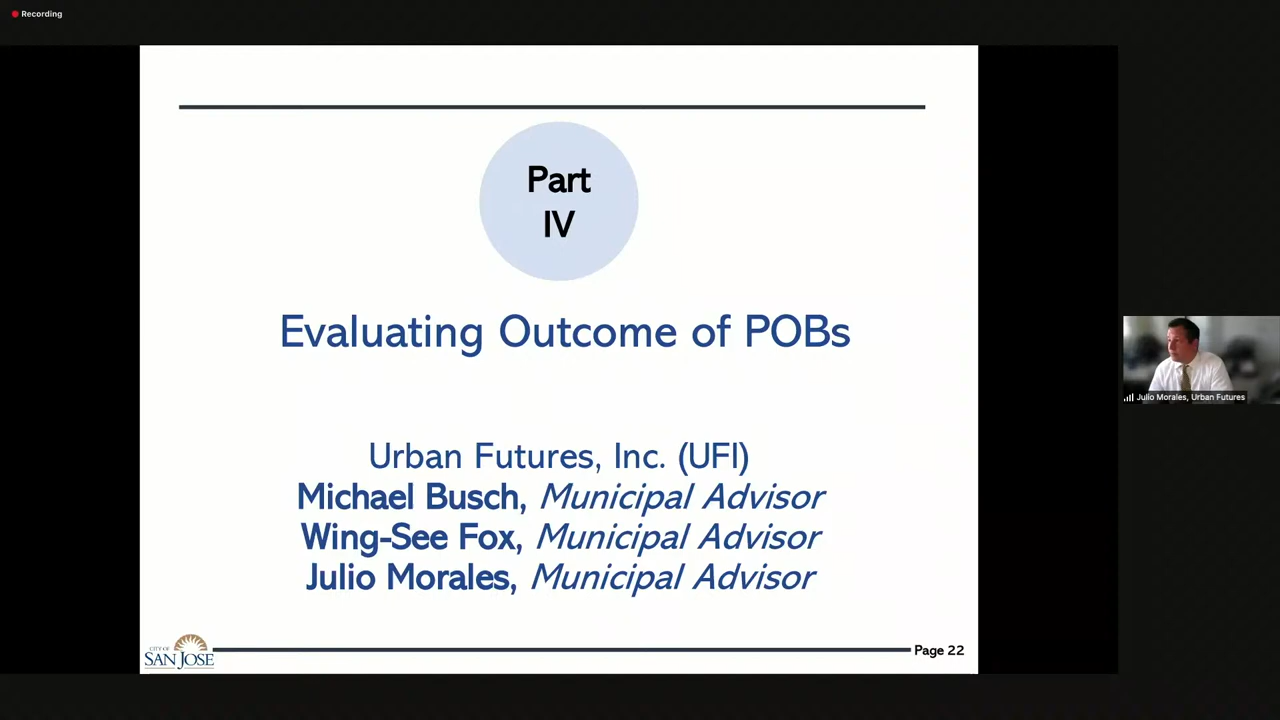 Recording
Part
IV
Evaluating Outcome of POBs
Urban Futures, Inc. (UFI)
Michael Busch, Municipal Advisor
Wing-See Fox, Municipal Advisor
Julio Morales, Municipal Advisor
Julio Morales, Urban Futures
CITY OF
SAN JOSE
Page 22